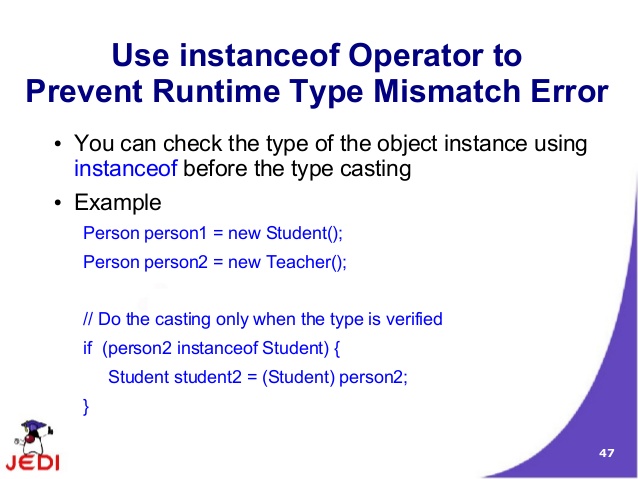 Use instanceof Operator to
Prevent Runtime Type Mismatch Error
• You can check the type of the object instance using
instanceof before the type casting
• Example
Person person1 = new Student();
Person person2 = new Teacher();
// Do the casting only when the type is verified
if (person2 instanceof Student) {
Student student2 = (Student) person2;
}
JEDI
47